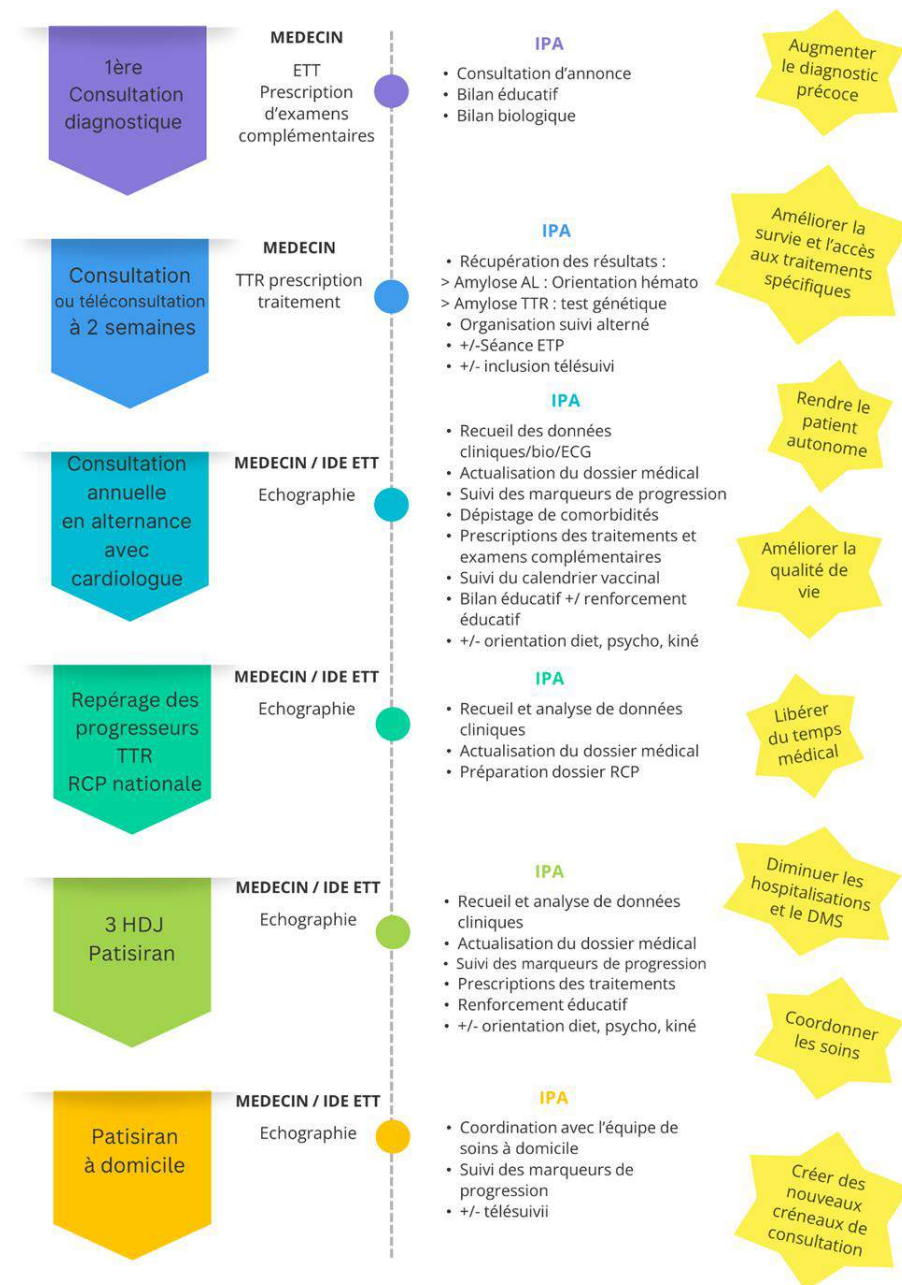 1ère
Consultation
diagnostique
MEDECIN
ETT
Prescription
d'examens
complémentaires
IPA
• Consultation d'annonce
• Bilan éducatif
• Bilan biologique
Augmenter
le diagnostic
précoce
Consultation
ou téléconsultation
à 2 semaines
MEDECIN
TTR prescription
traitement
IPA
• Récupération des résultats :
> Amylose AL : Orientation hémato
> Amylose TTR : test génétique
• Organisation suivi alterné
• +/-Séance ETP
• +/- inclusion télésuivi
Améliorer la
survie et l'accès
aux traitements
spécifiques
Consultation
annuelle
en alternance
avec
cardiologue
MEDECIN / IDE ETT
Echographie
IPA
• Recueil des données
cliniques/bio/ECG
• Actualisation du dossier médical
• Suivi des marqueurs de progression
• Dépistage de comorbidités
• Prescriptions des traitements et
examens complémentaires
• Suivi du calendrier vaccinal
• Bilan éducatif +/ renforcement
éducatif
• +/- orientation diet, psycho, kiné
Rendre le
patient
autonome
Améliorer la
qualité de
vie
Repérage des
progresseurs
TTR
RCP nationale
MEDECIN / IDE ETT
Echographie
IPA
• Recueil et analyse de données
cliniques
• Actualisation du dossier médical
• Préparation dossier RCP
Libérer
du temps
médical
3 HDJ
Patisiran
MEDECIN / IDE ETT
Echographie
IPA
• Recueil et analyse de données
cliniques
• Actualisation du dossier médical
• Suivi des marqueurs de progression
• Prescriptions des traitements
• Renforcement éducatif
• +/- orientation diet, psycho, kiné
Diminuer les
hospitalisations
et le DMS
Coordonner
les soins
Patisiran
à domicile
MEDECIN / IDE ETT
Echographie
IPA
• Coordination avec l'équipe de
soins à domicile
• Suivi des marqueurs de
progression
• +/- télésuivii
Créer des
nouveaux
créneaux de
consultation